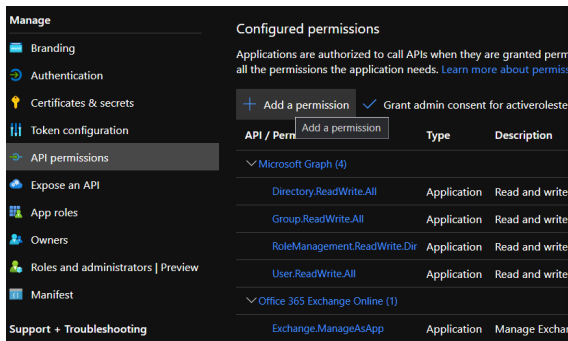 Manage
Branding
Authentication
Certificates & secrets
Token configuration
API permissions
Expose an API
App roles
Owners
Roles and administrators | Preview
Manifest
Support + Troubleshooting
Configured permissions
Applications are authorized to call APIs when they are granted perm
all the permissions the application needs. Learn more about permiss
Add a permission Grant admin consent for activeroleste
Add a permission
API / Perm Type Description
Microsoft Graph (4)
Directory.ReadWrite.All Application Read and write
Group.ReadWrite.All Application Read and write
RoleManagement.ReadWrite.Dir Application Read and write
User.ReadWrite.All Application Read and write
Office 365 Exchange Online (1)
Exchange.ManageAsApp Application Manage Exchan